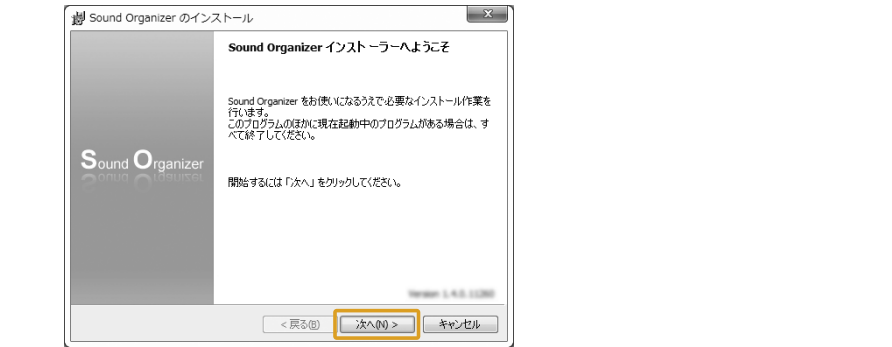 Sound Organizer のインストール
Sound Organizer インストーラーへようこそ
Sound Organizer をお使いになるうえで必要なインストール作業を
行います。
このプログラムのほかに現在起動中のプログラムがある場合は、す
べて終了してください。
Sound Organizer
開始するには「次へ」をクリックしてください。
Version 1.4.0.11260
< 戻る(B)
次へ(N) >
キャンセル